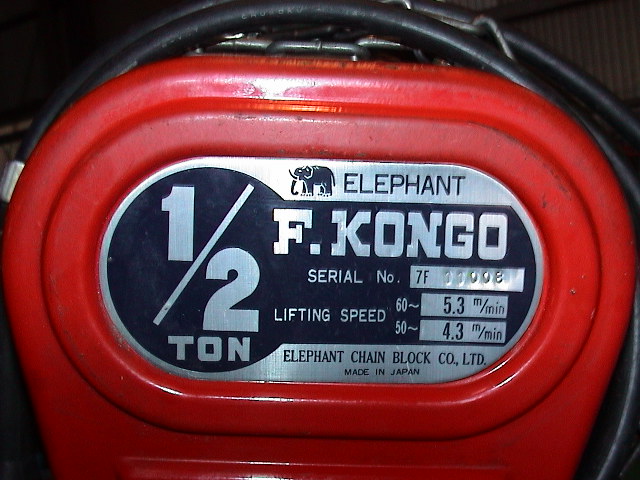 1/2
TON
ELEPHANT
F.KONGO
SERIAL No. 7F
LIFTING SPEED
60~ 5.3 m/min
50~ 4.3 m/min
ELEPHANT CHAIN BLOCK CO., LTD.
MADE IN JAPAN